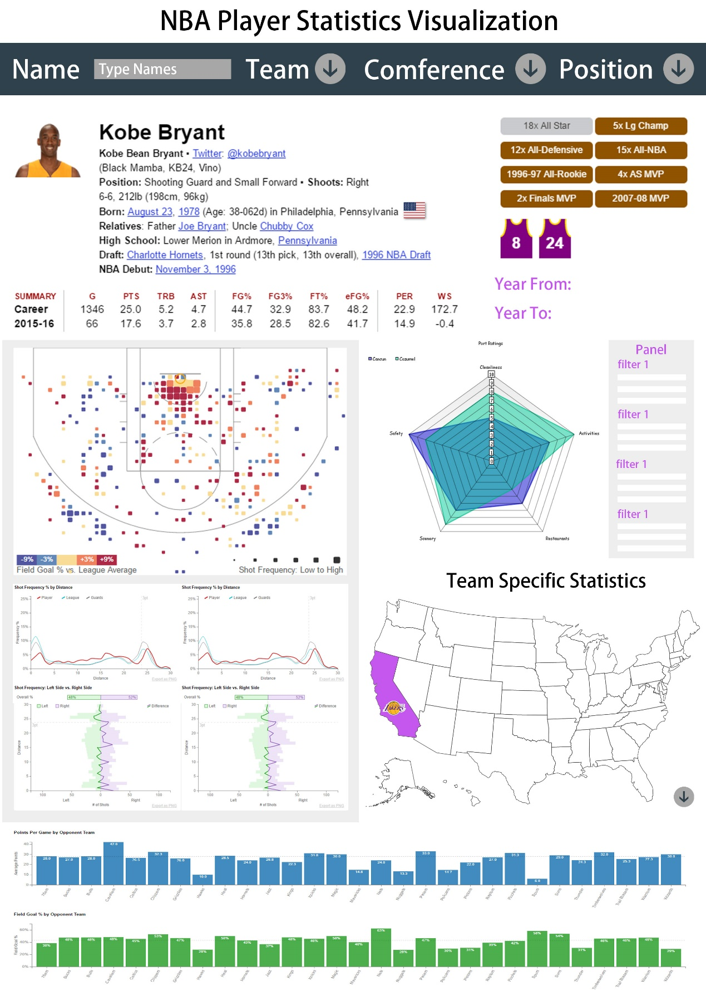 NBA Player Statistics Visualization
Name Type Names Team Comference Position
Kobe Bryant
Kobe Bean Bryant ▪ Twitter: @kobebryant
(Black Mamba, KB24, Vino)
Position: Shooting Guard and Small Forward ▪ Shoots: Right
6-6, 212lb (198cm, 96kg)
Born: August 23, 1978 (Age: 38-062d) in Philadelphia, Pennsylvania
Relatives: Father Joe Bryant; Uncle Chubby Cox
High School: Lower Merion in Ardmore, Pennsylvania
Draft: Charlotte Hornets, 1st round (13th pick, 13th overall), 1996 NBA Draft
NBA Debut: November 3, 1996
18x All Star 5x Lg Champ
12x All-Defensive 15x All-NBA
1996-97 All-Rookie 4x AS MVP
2x Finals MVP 2007-08 MVP
8 24
Year From:
Year To:
SUMMARY G PTS TRB AST FG% FG3% FT% eFG% PER WS
Career 1346 25.0 5.2 4.7 44.7 32.9 83.7 48.2 22.9 172.7
2015-16 66 17.6 3.7 2.8 35.8 28.5 82.6 41.7 14.9 -0.4
-9% -3% +3% +9%
Field Goal % vs. League Average
Shot Frequency: Low to High
Port Ratings
Cancun Cozumel
Cleanliness
10
9
8
7
6
5
4
3
2
1
0
Safety
Activities
Scenery
Restaurants
Panel
filter 1
filter 1
filter 1
filter 1
Team Specific Statistics
LAKERS
Shot Frequency % by Distance
Player League Guards
3pt
25%
20%
15%
10%
5%
0%
Frequency %
0 5 10 15 20 25 30
Distance
Export as PNG
Shot Frequency % by Distance
Player League Guards
3pt
25%
20%
15%
10%
5%
0%
Frequency %
0 5 10 15 20 25 30
Distance
Export as PNG
Shot Frequency: Left Side vs. Right Side
Overall % 48% 52%
Left Right Difference
30
3pt
25
20
15
10
5
0
Distance
100 50 0 50 100
Left Right
# of Shots
Export as PNG
Shot Frequency: Left Side vs. Right Side
Overall % 48% 52%
Left Right Difference
30
3pt
25
20
15
10
5
0
Distance
100 50 0 50 100
Left Right
# of Shots
Export as PNG
Points Per Game by Opponent Team
Average Points
40
30
20
10
0
28.0 27.0 28.0 42.0 26.5 32.3 26.0 10.0 28.5 24.0 26.8 22.3 31.0 30.0 14.8 24.0 13.3 33.0 14.7 22.0 27.0 31.3 6.0 29.0 24.3 32.0 25.3 27.3 30.0
76ers Bucks Bulls Cavaliers Celtics Clippers Grizzlies Hawks Heat Hornets Jazz Kings Knicks Magic Mavericks Nets Nuggets Pacers Pelicans Pistons Raptors Rockets Spurs Suns Thunder Timberwolves Trail Blazers Warriors Wizards
Field Goal % by Opponent Team
Field Goal %
60%
40%
20%
0%
38% 48% 48% 48% 45% 53% 47% 28% 50% 43% 37% 48% 46% 50% 40% 63% 28% 47% 30% 31% 39% 42% 58% 54% 31% 46% 46% 48% 29%
76ers Bucks Bulls Cavaliers Celtics Clippers Grizzlies Hawks Heat Hornets Jazz Kings Knicks Magic Mavericks Nets Nuggets Pacers Pelicans Pistons Raptors Rockets Spurs Suns Thunder Timberwolves Trail Blazers Warriors Wizards